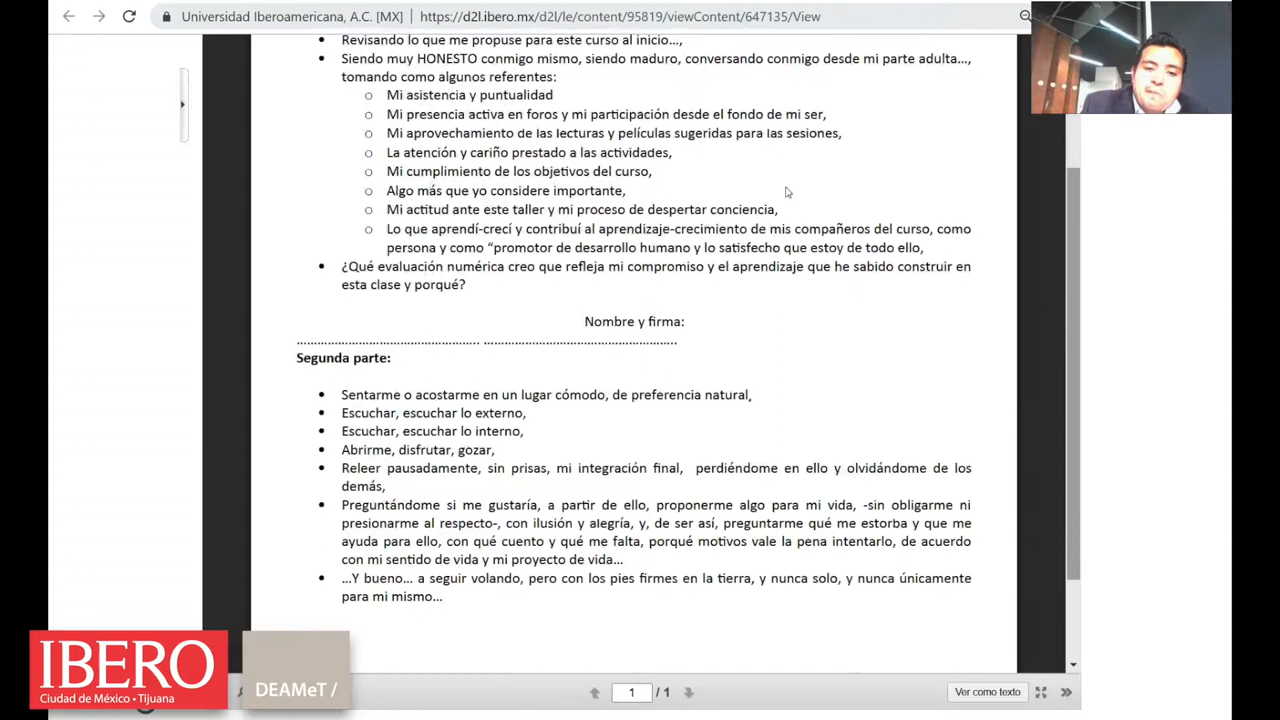 Universidad Iberoamericana, A.C. [MX] https://d2l.ibero.mx/d2l/le/content/95819/viewContent/647135/View
• Revisando lo que me propuse para este curso al inicio…,
• Siendo muy HONESTO conmigo mismo, siendo maduro, conversando conmigo desde mi parte adulta…,
tomando como algunos referentes:
o Mi asistencia y puntualidad
o Mi presencia activa en foros y mi participación desde el fondo de mi ser,
o Mi aprovechamiento de las lecturas y películas sugeridas para las sesiones,
o La atención y cariño prestado a las actividades,
o Mi cumplimiento de los objetivos del curso,
o Algo más que yo considere importante,
o Mi actitud ante este taller y mi proceso de despertar conciencia,
o Lo que aprendí-crecí y contribuí al aprendizaje-crecimiento de mis compañeros del curso, como
persona y como “promotor de desarrollo humano y lo satisfecho que estoy de todo ello,
• ¿Qué evaluación numérica creo que refleja mi compromiso y el aprendizaje que he sabido construir en
esta clase y porqué?
Nombre y firma:
…………………………………………….. ………………………………………………..
Segunda parte:
• Sentarme o acostarme en un lugar cómodo, de preferencia natural,
• Escuchar, escuchar lo externo,
• Escuchar, escuchar lo interno,
• Abrirme, disfrutar, gozar,
• Releer pausadamente, sin prisas, mi integración final, perdiéndome en ello y olvidándome de los
demás,
• Preguntándome si me gustaría, a partir de ello, proponerme algo para mi vida, -sin obligarme ni
presionarme al respecto-, con ilusión y alegría, y, de ser así, preguntarme qué me estorba y que me
ayuda para ello, con qué cuento y qué me falta, porqué motivos vale la pena intentarlo, de acuerdo
con mi sentido de vida y mi proyecto de vida…
• …Y bueno… a seguir volando, pero con los pies firmes en la tierra, y nunca solo, y nunca únicamente
para mi mismo…
IBERO
Ciudad de México • Tijuana
DEAMeT /
1 / 1
Ver como texto